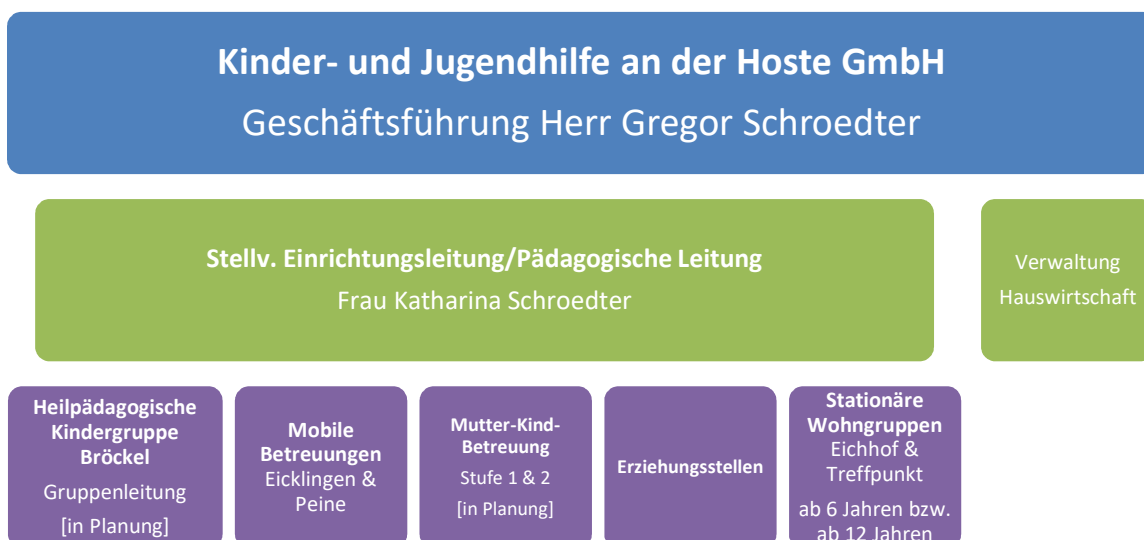 Kinder- und Jugendhilfe an der Hoste GmbH
Geschäftsführung Herr Gregor Schroedter
Stellv. Einrichtungsleitung/Pädagogische Leitung
Frau Katharina Schroedter
Verwaltung
Hauswirtschaft
Heilpädagogische
Kindergruppe
Bröckel
Gruppenleitung
[in Planung]
Mobile
Betreuungen
Eicklingen &
Peine
Mutter-Kind-
Betreuung
Stufe 1 & 2
[in Planung]
Erziehungsstellen
Stationäre
Wohngruppen
Eichhof &
Treffpunkt
ab 6 Jahren bzw.
ab 12 Jahren